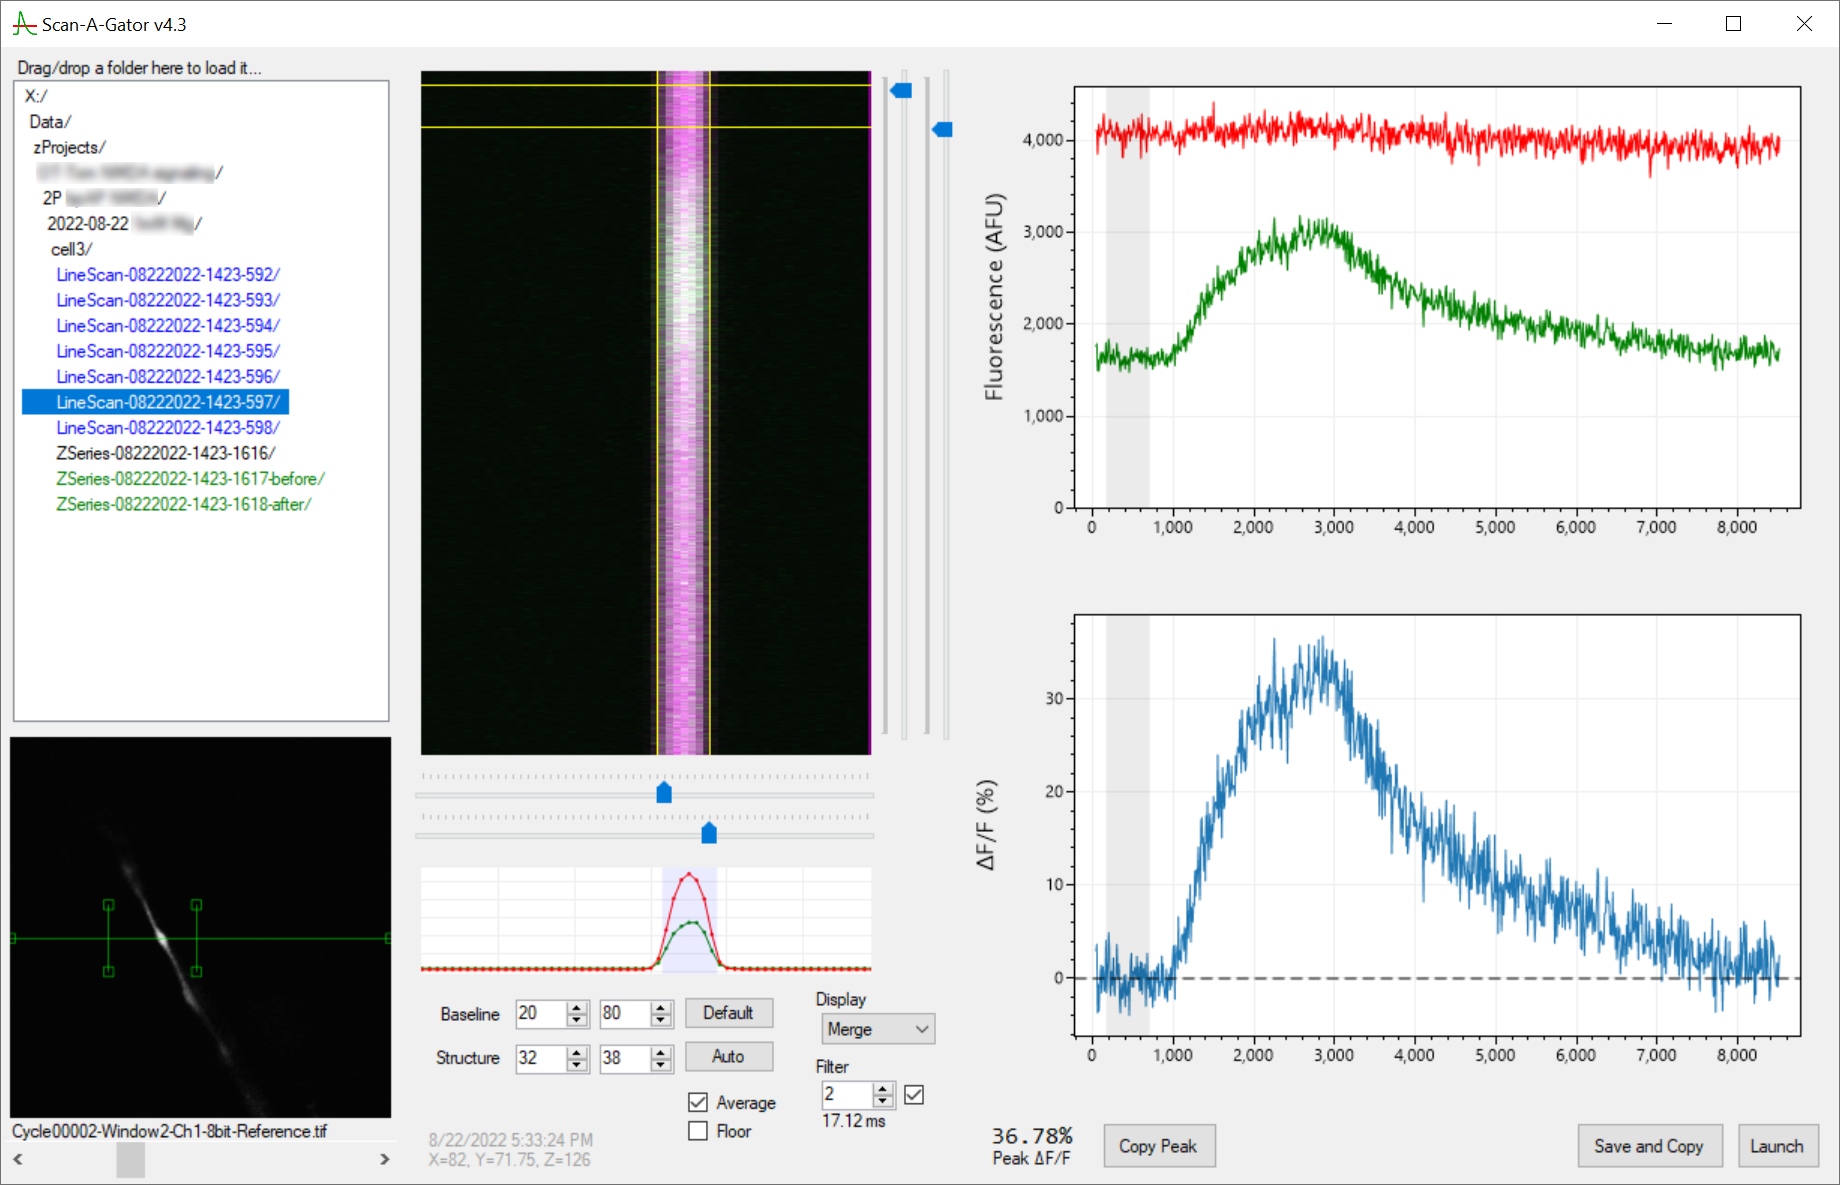 Scan-A-Gator v4.3
Drag/drop a folder here to load it...
X:/
Data/
zProjects/
/
2P /
2022-08-22 /
cell3/
LineScan-08222022-1423-592/
LineScan-08222022-1423-593/
LineScan-08222022-1423-594/
LineScan-08222022-1423-595/
LineScan-08222022-1423-596/
LineScan-08222022-1423-597/
LineScan-08222022-1423-598/
ZSeries-08222022-1423-1616/
ZSeries-08222022-1423-1617-before/
ZSeries-08222022-1423-1618-after/
Cycle00002-Window2-Ch1-8bit-Reference.tif
Baseline 20 80 Default
Structure 32 38 Auto
Average
Floor
Display
Merge
Filter
2
17.12 ms
8/22/2022 5:33:24 PM
X=82, Y=71.75, Z=126
Fluorescence (AFU)
4,000
3,000
2,000
1,000
0
0 1,000 2,000 3,000 4,000 5,000 6,000 7,000 8,000
ΔF/F (%)
30
20
10
0
0 1,000 2,000 3,000 4,000 5,000 6,000 7,000 8,000
36.78%
Peak ΔF/F
Copy Peak
Save and Copy
Launch